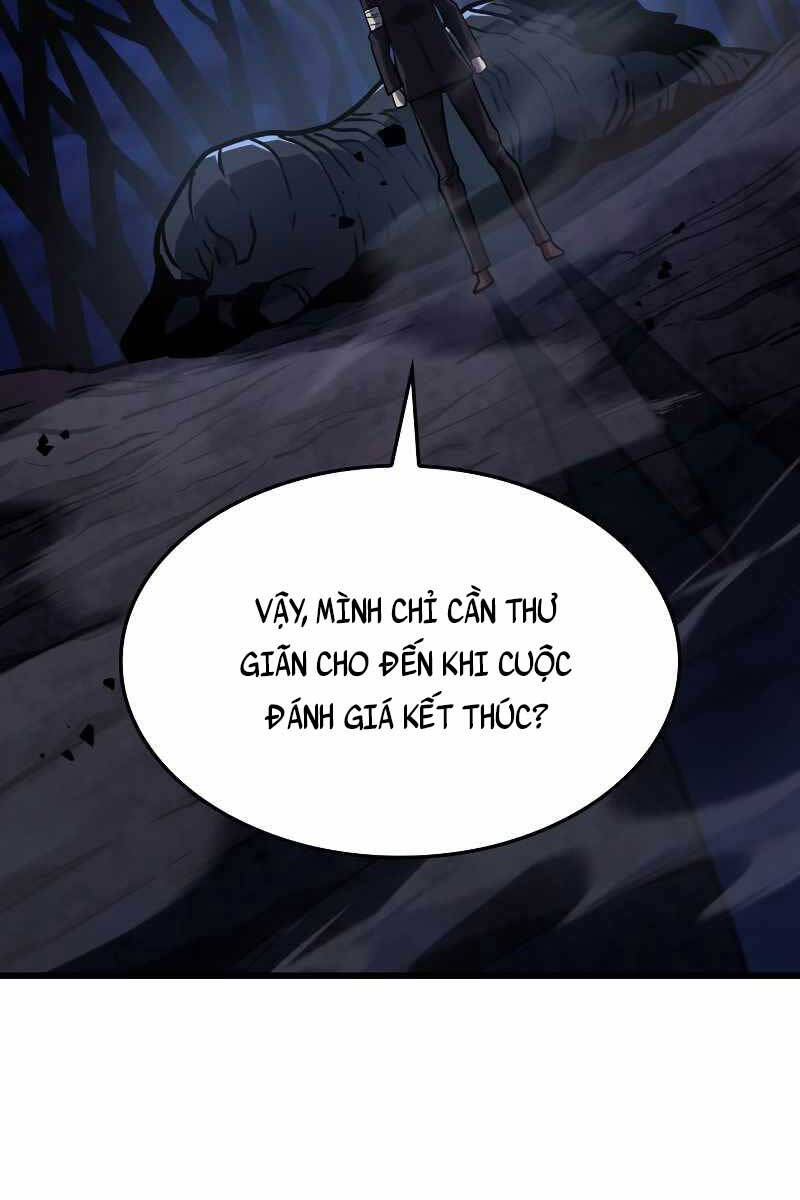 VẬY, MÌNH CHỈ CẦN THƯ
GIÃN CHO ĐẾN KHI CUỘC
ĐÁNH GIÁ KẾT THÚC?